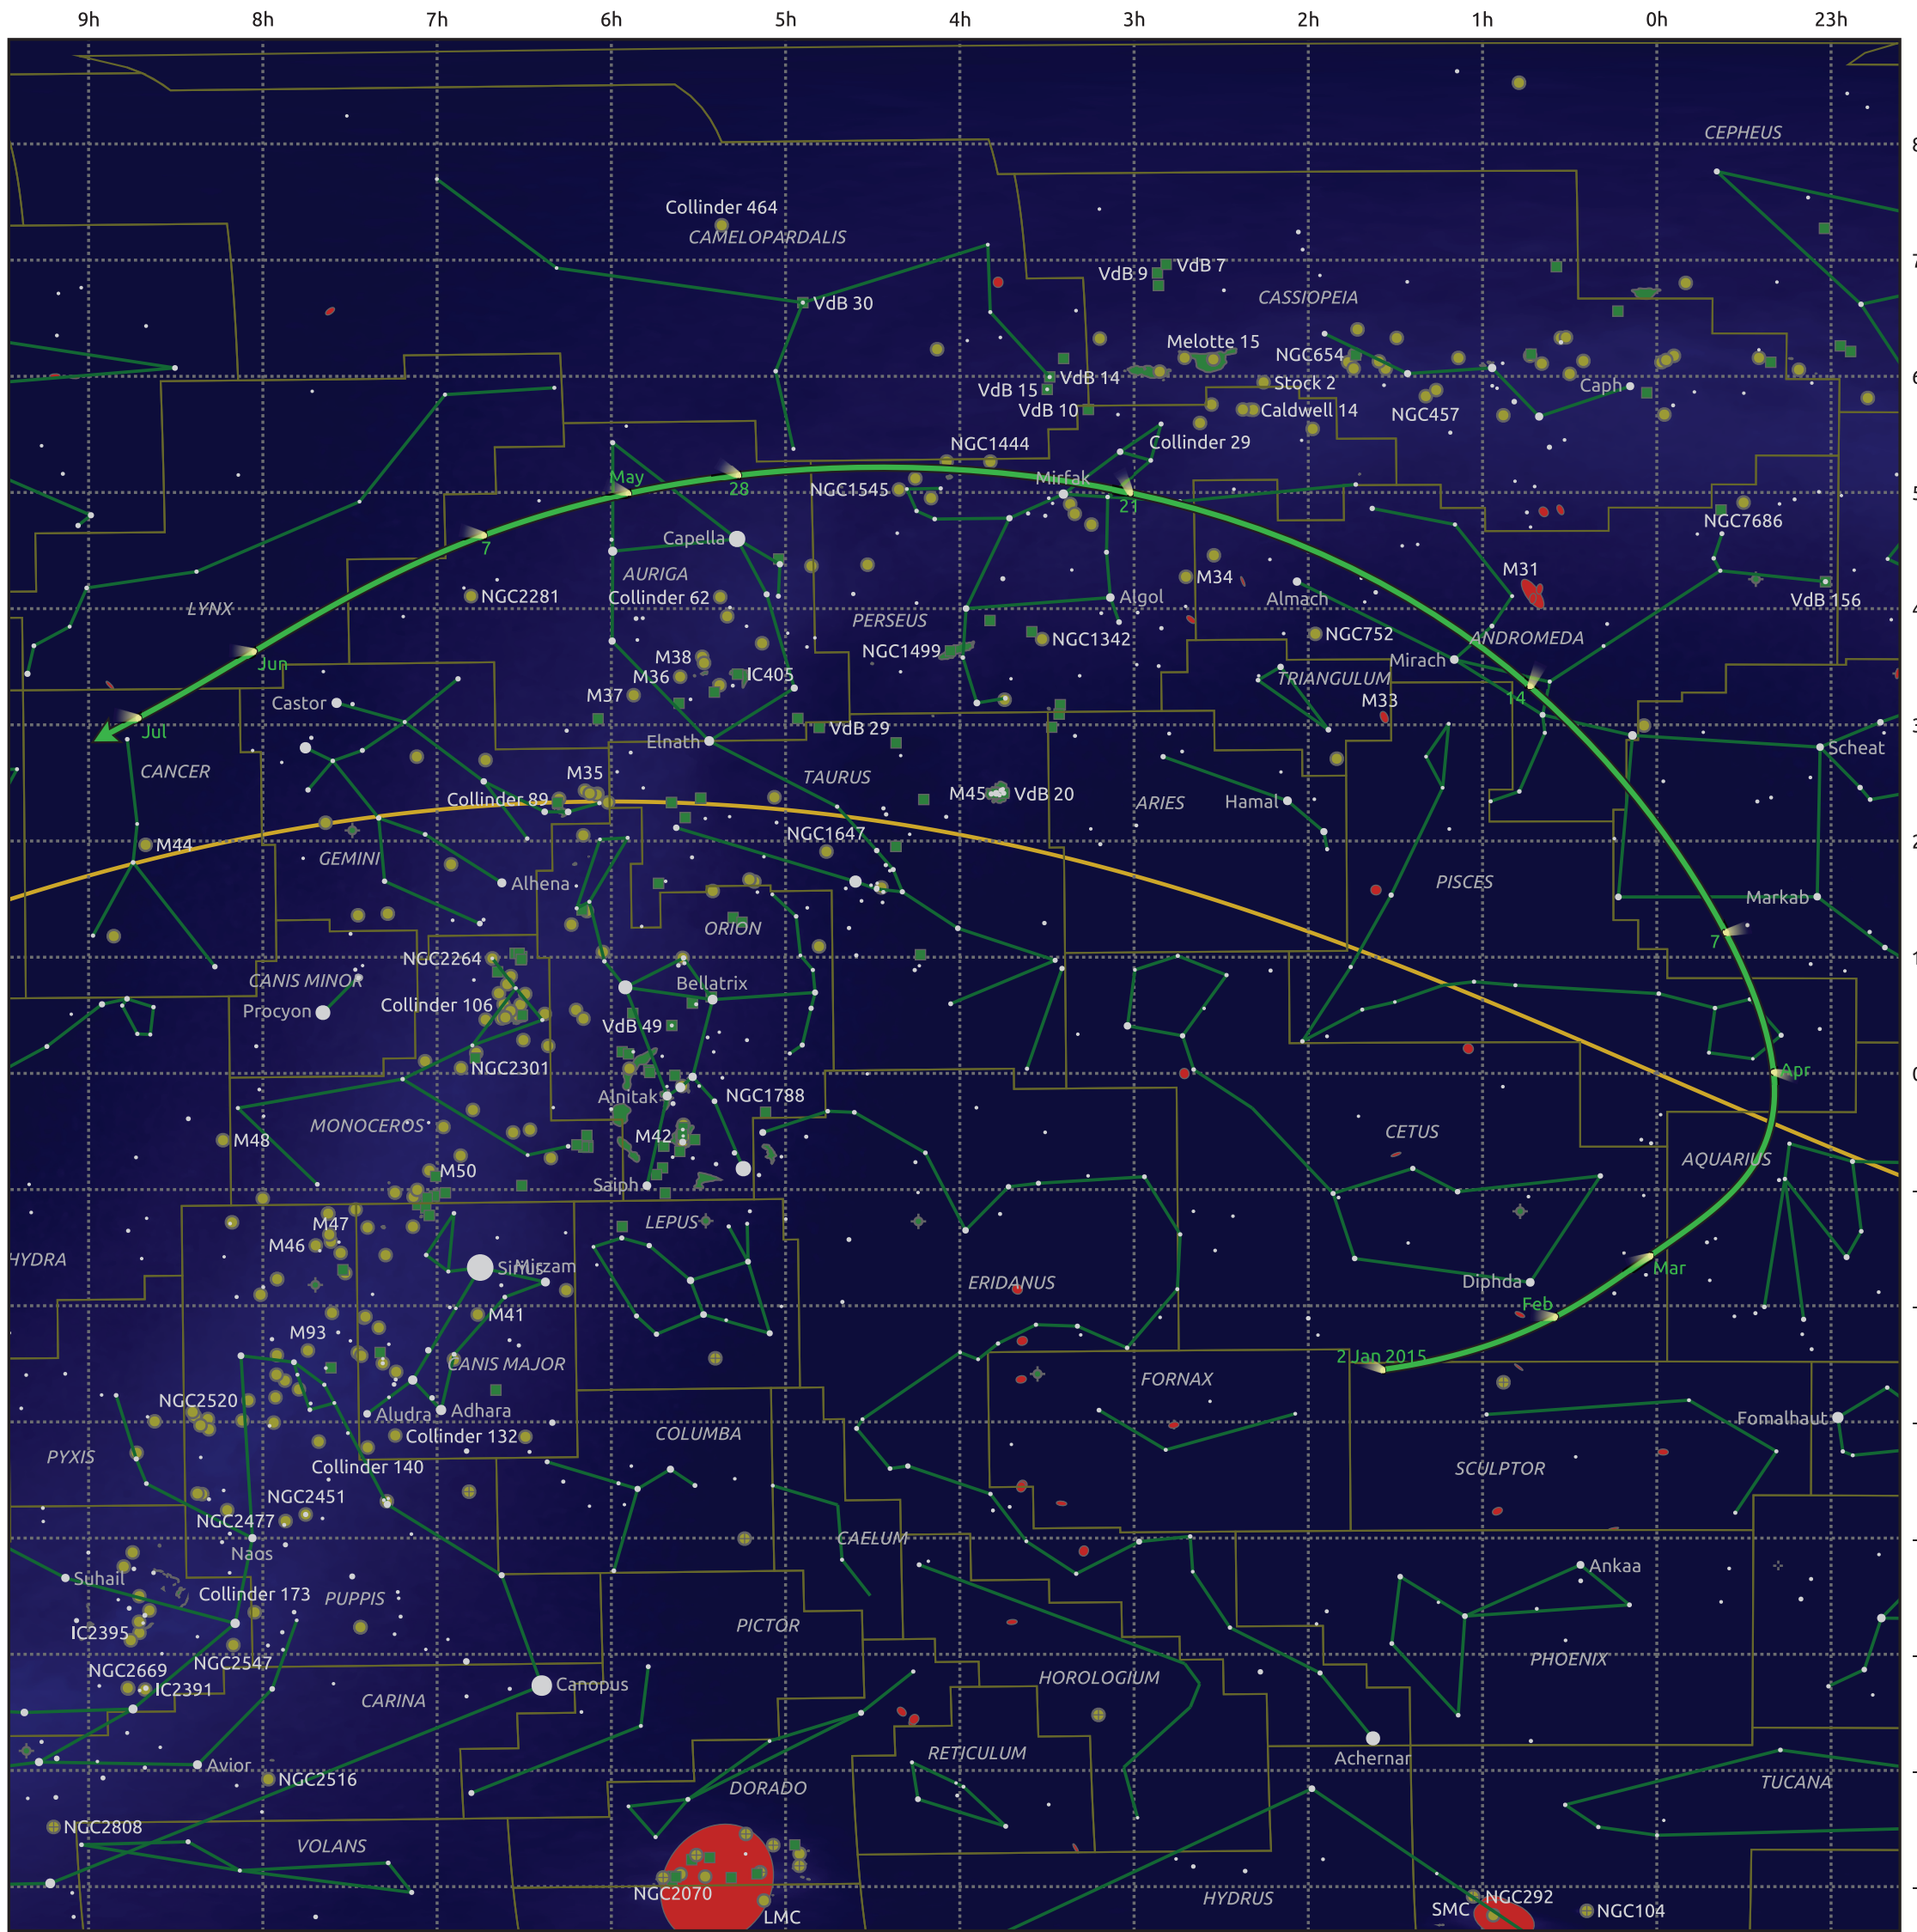 9h 8h 7h 6h 5h 4h 3h 2h 1h 0h 23h
CEPHEUS
8
Collinder 464
CAMELOPARDALIS
7
VdB 9 VdB 7
CASSIOPEIA
VdB 30
Melotte 15
NGC654
VdB 14
6
VdB 15 Stock 2 Caph
VdB 10 Caldwell 14 NGC457
NGC1444 Collinder 29
May Mirfak
28 NGC1545 5
21
NGC7686
7 Capella
AURIGA M34 M31
NGC2281 Collinder 62 Algol Almach VdB 156
LYNX 4
PERSEUS NGC752 ANDROMEDA
NGC1342
Jun M38 NGC1499 Mirach
M36 IC405 TRIANGULUM
M37 14
Castor M33
Jul VdB 29 3
Elnath Scheat
CANCER M35 TAURUS
Collinder 89 M45 VdB 20 ARIES Hamal
NGC1647
M44 2
GEMINI
Alhena PISCES Markab
ORION 7
NGC2264 1
CANIS MINOR Bellatrix
Procyon Collinder 106
VdB 49
NGC2301 Apr 0
Alnitak NGC1788
MONOCEROS M42 CETUS
M48
M50 AQUARIUS
Saiph -
M47 LEPUS
M46
HYDRA Sirius Mirzam Mar
ERIDANUS Diphda
M41 Feb -
M93
CANIS MAJOR 2 Jan 2015
FORNAX
NGC2520
Aludra Adhara Fomalhaut -
Collinder 132 COLUMBA
PYXIS
Collinder 140 SCULPTOR
NGC2451
NGC2477 CAELUM -
Naos
Suhail Ankaa
Collinder 173 PUPPIS
PICTOR
IC2395
NGC2547 PHOENIX -
NGC2669 HOROLOGIUM
IC2391 CARINA Canopus
RETICULUM Achernar
Avior -
NGC2516 DORADO TUCANA
NGC2808
VOLANS
NGC2070 HYDRUS NGC292 -
LMC SMC NGC104